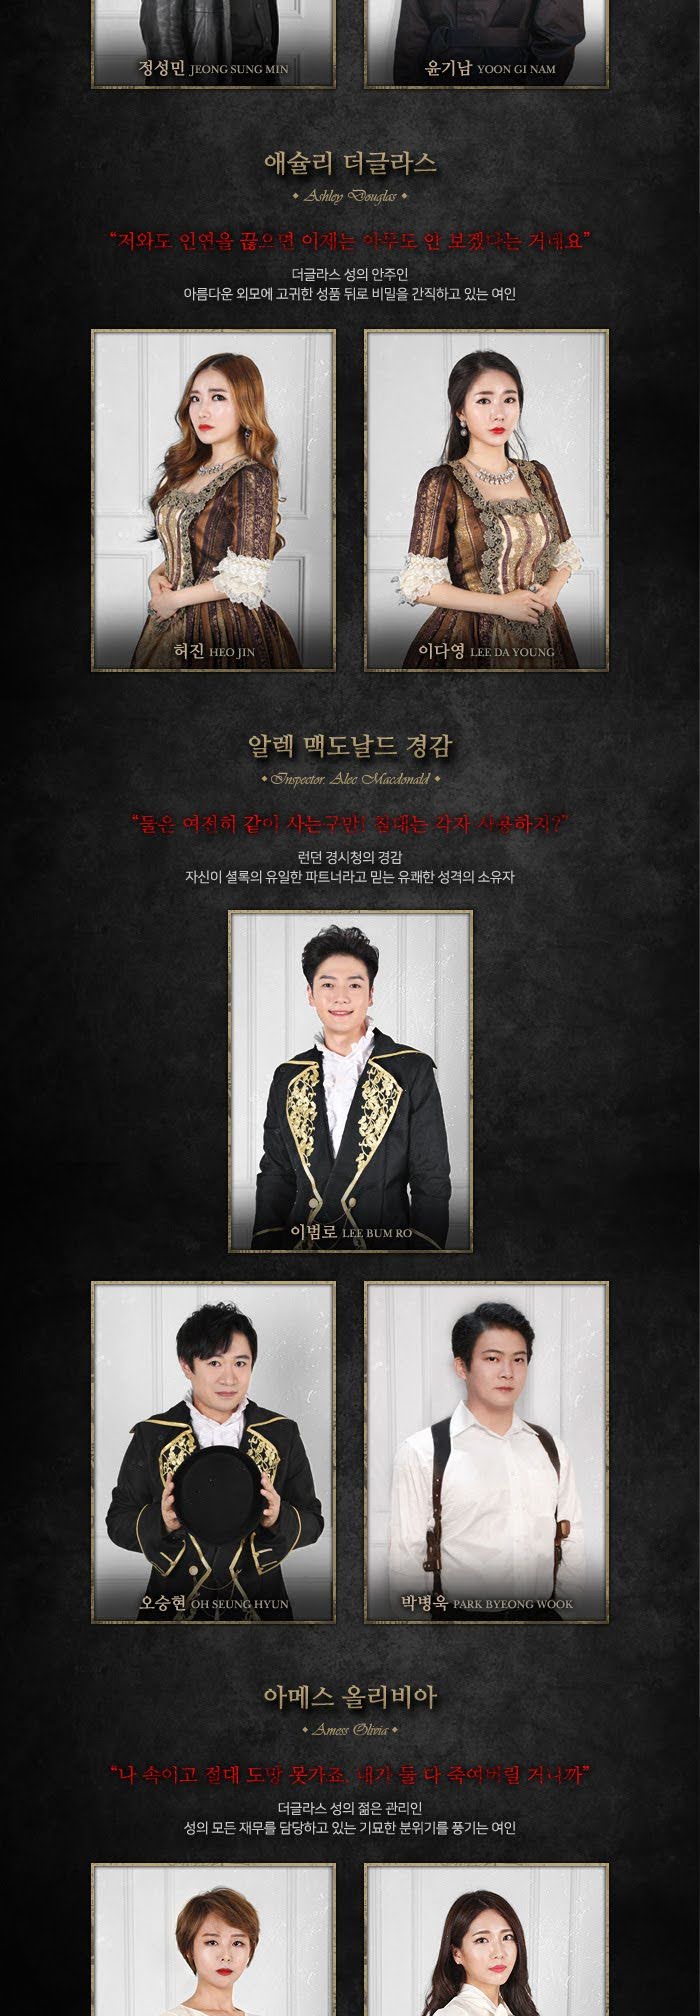 정성민 JEONG SUNG MIN
윤기남 YOON GI NAM
애슐리 더글라스
Ashley Douglas
“저와도 인연을 끊으면 이제는 아무도 안 보겠다는 거네요”
더글라스 성의 안주인
아름다운 외모에 고귀한 성품 뒤로 비밀을 간직하고 있는 여인
허진 HEO JIN
이다영 LEE DA YOUNG
알렉 맥도날드 경감
Inspector. Alec Macdonald
“둘은 여전히 같이 사는구만! 침대는 각자 사용하지?”
런던 경시청의 경감
자신이 셜록의 유일한 파트너라고 믿는 유쾌한 성격의 소유자
이범로 LEE BUM RO
오승현 OH SEUNG HYUN
박병욱 PARK BYEONG WOOK
아메스 올리비아
Amess Olivia
“나 속이고 절대 도망 못가죠. 내가 둘 다 죽여버릴 거니까”
더글라스 성의 젊은 관리인
성의 모든 재무를 담당하고 있는 기묘한 분위기를 풍기는 여인